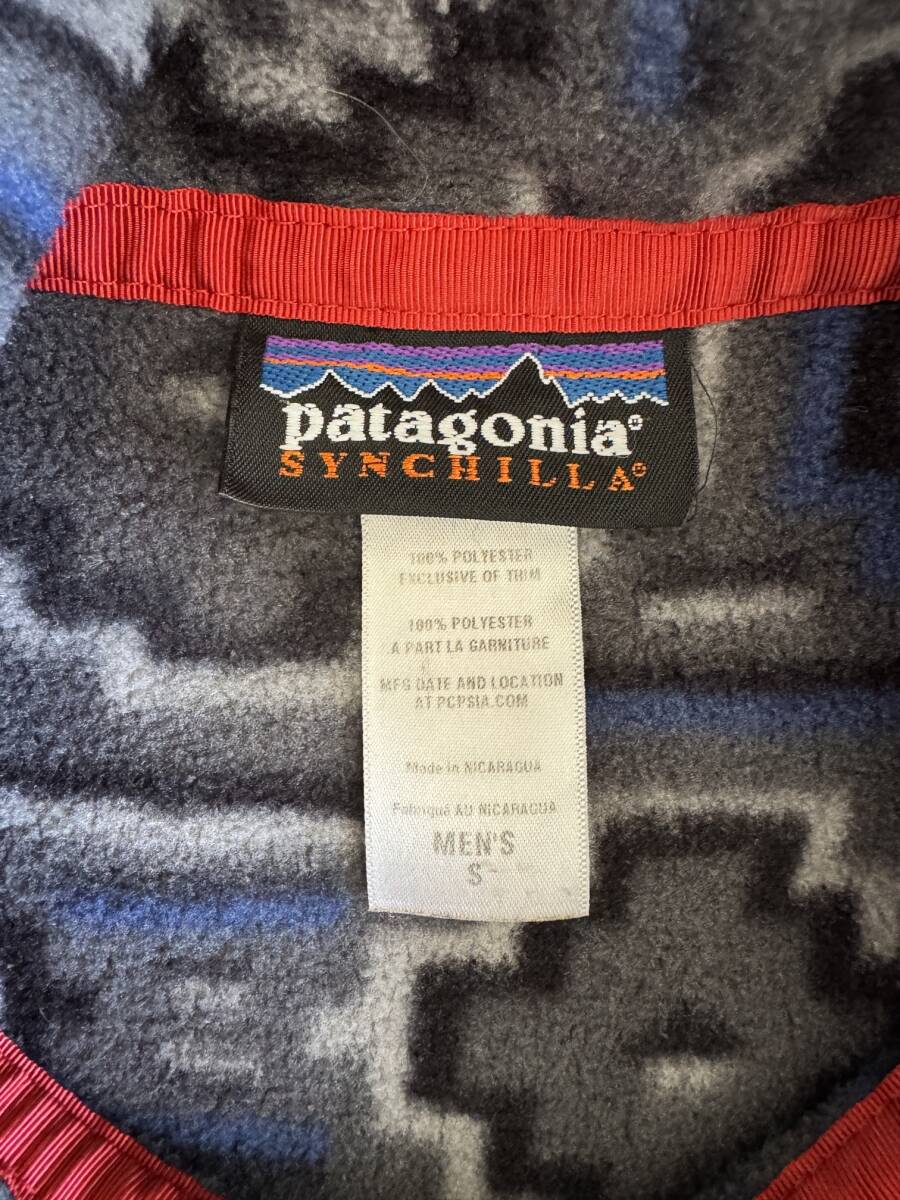 patagonia®
SYNCHILLA®
100% POLYESTER
EXCLUSIVE OF TRIM
100% POLYESTER
A PART LA GARNITURE
MFG DATE AND LOCATION
AT PCPSIA.COM
Made in NICARAGUA
Fabriqué AU NICARAGUA
MEN'S
S